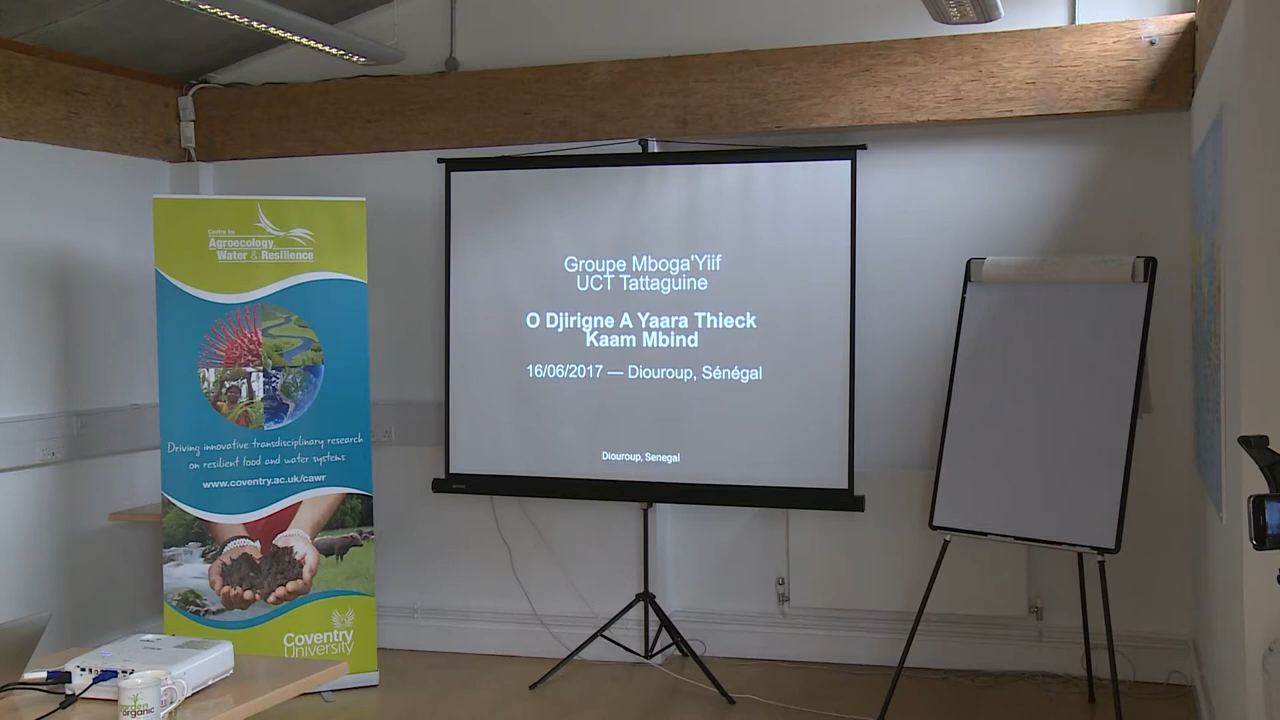 Centre for
Agroecology,
Water & Resilience
Driving innovative transdisciplinary research
on resilient food and water systems
www.coventry.ac.uk/cawr
Coventry
University
Groupe Mboga'Yiif
UCT Tattaguine
O Djirigne A Yaara Thieck
Kaam Mbind
16/06/2017 — Diouroup, Sénégal
Diouroup, Senegal
garden
organic